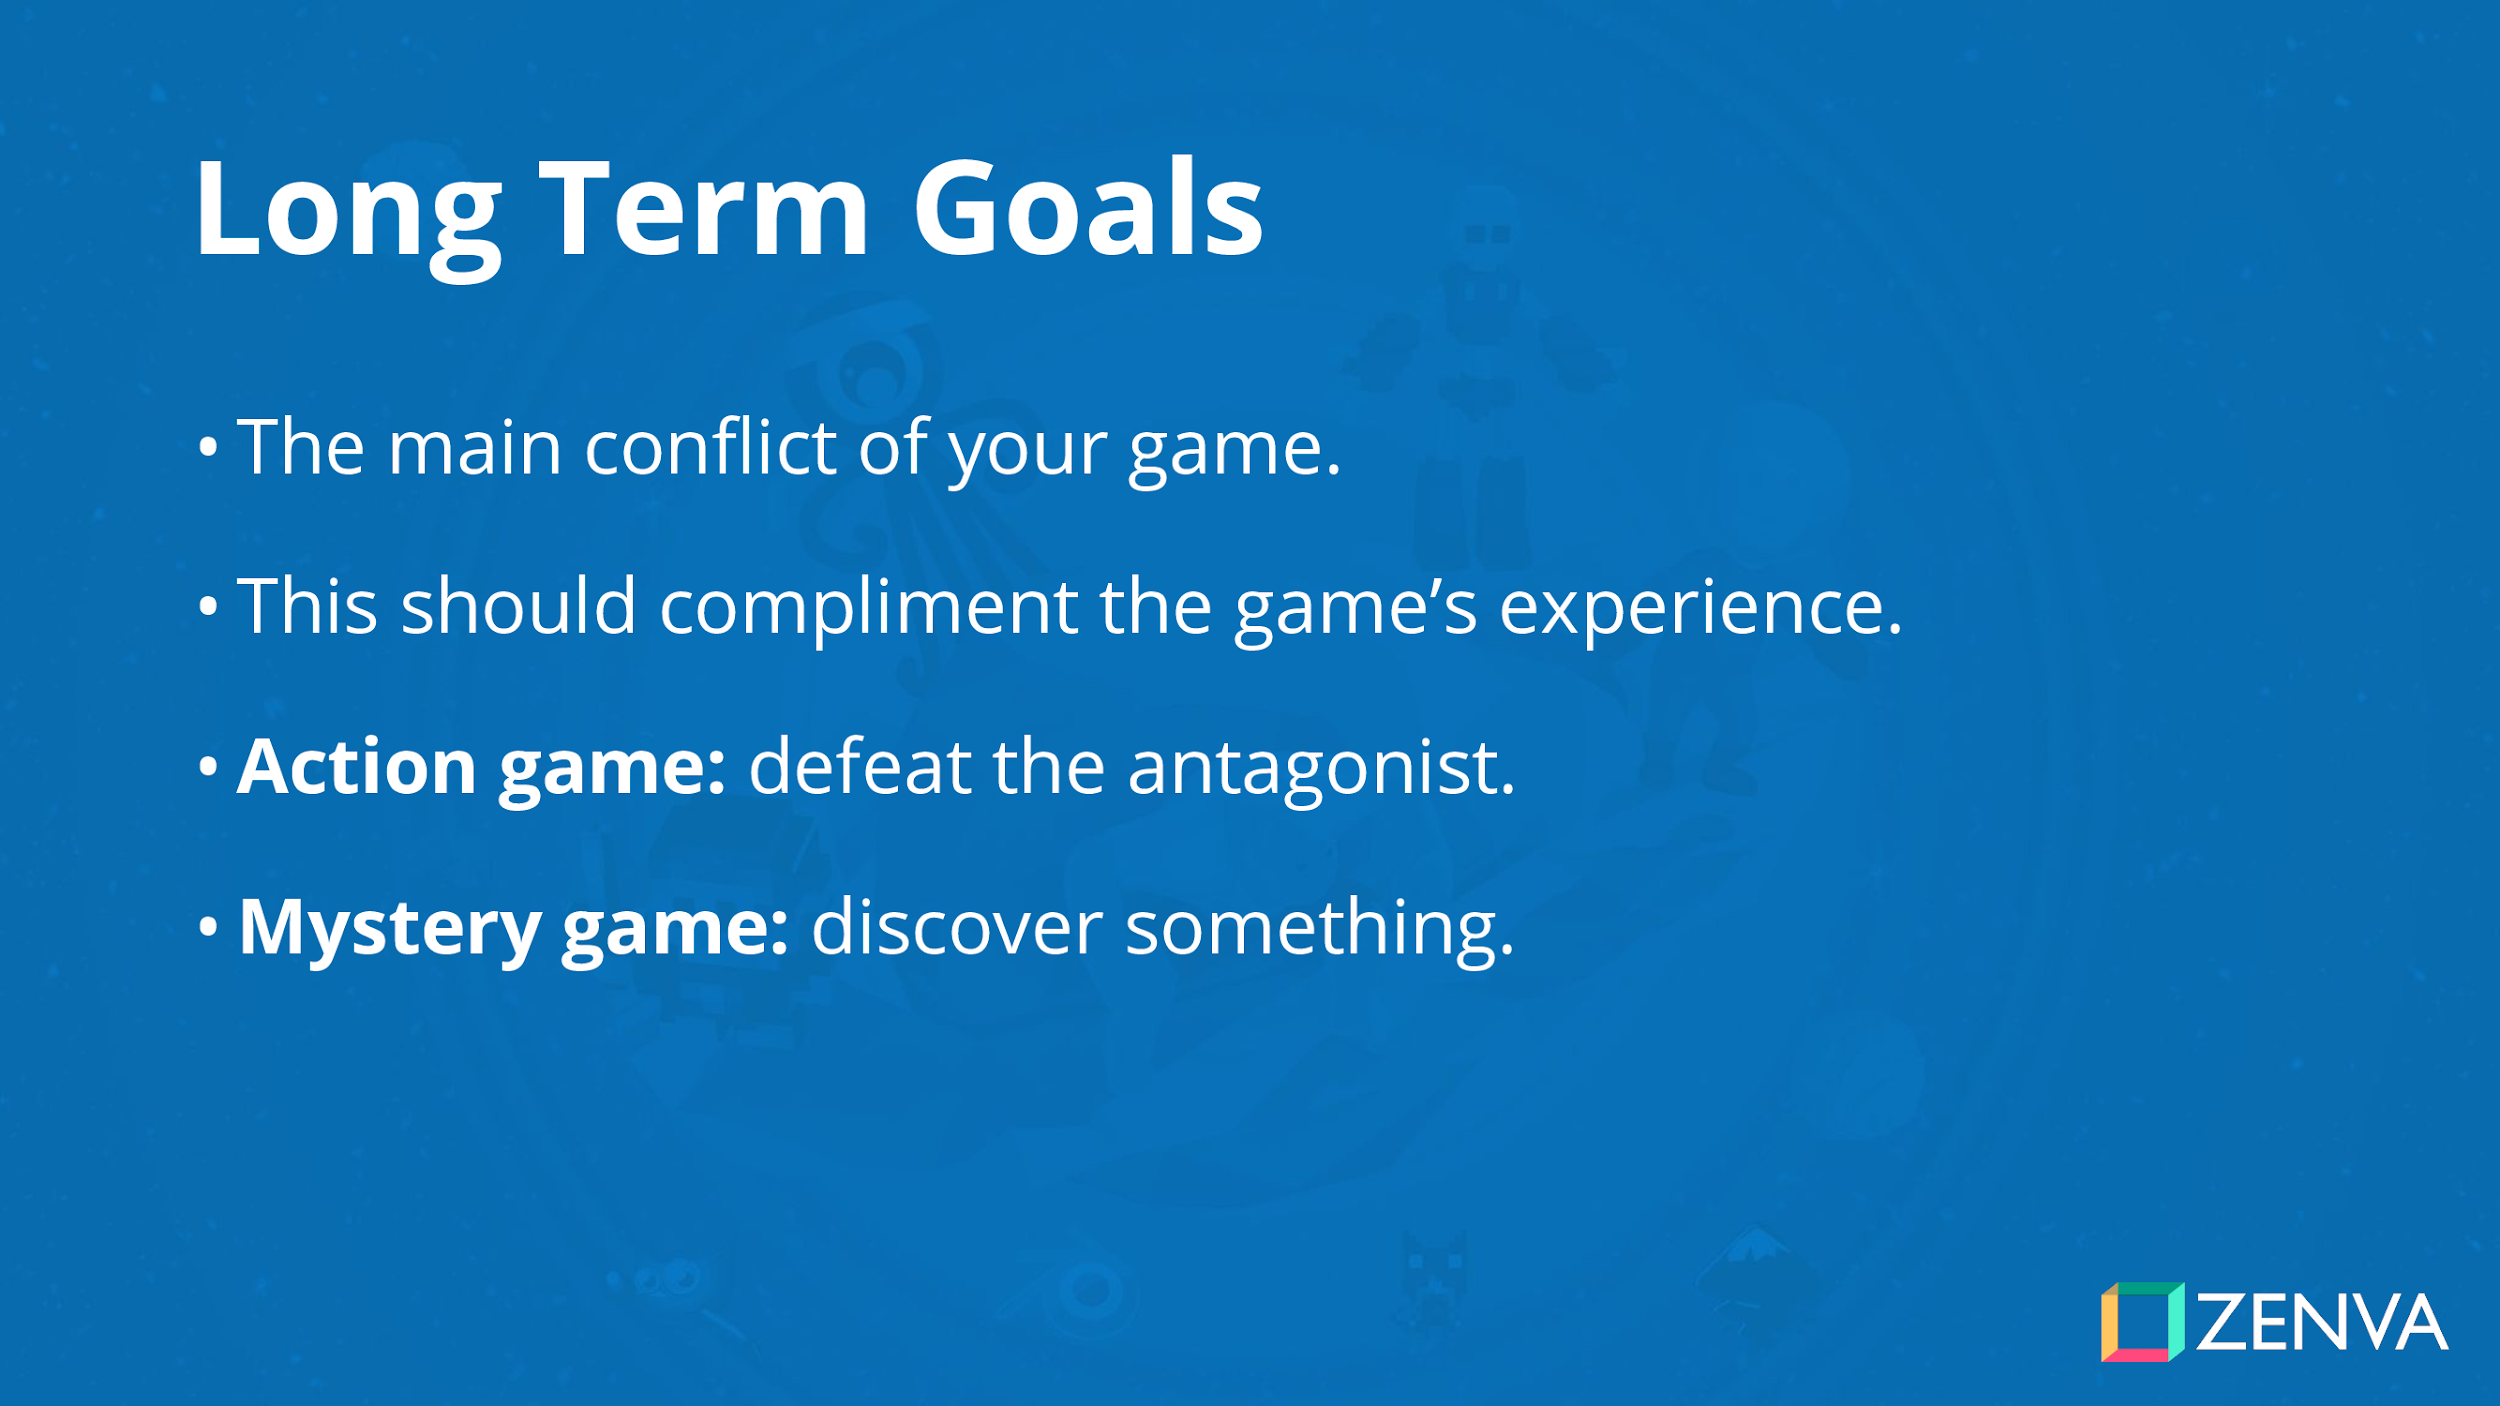 Long Term Goals
• The main conflict of your game.
• This should compliment the game’s experience.
• Action game: defeat the antagonist.
• Mystery game: discover something.
ZENVA